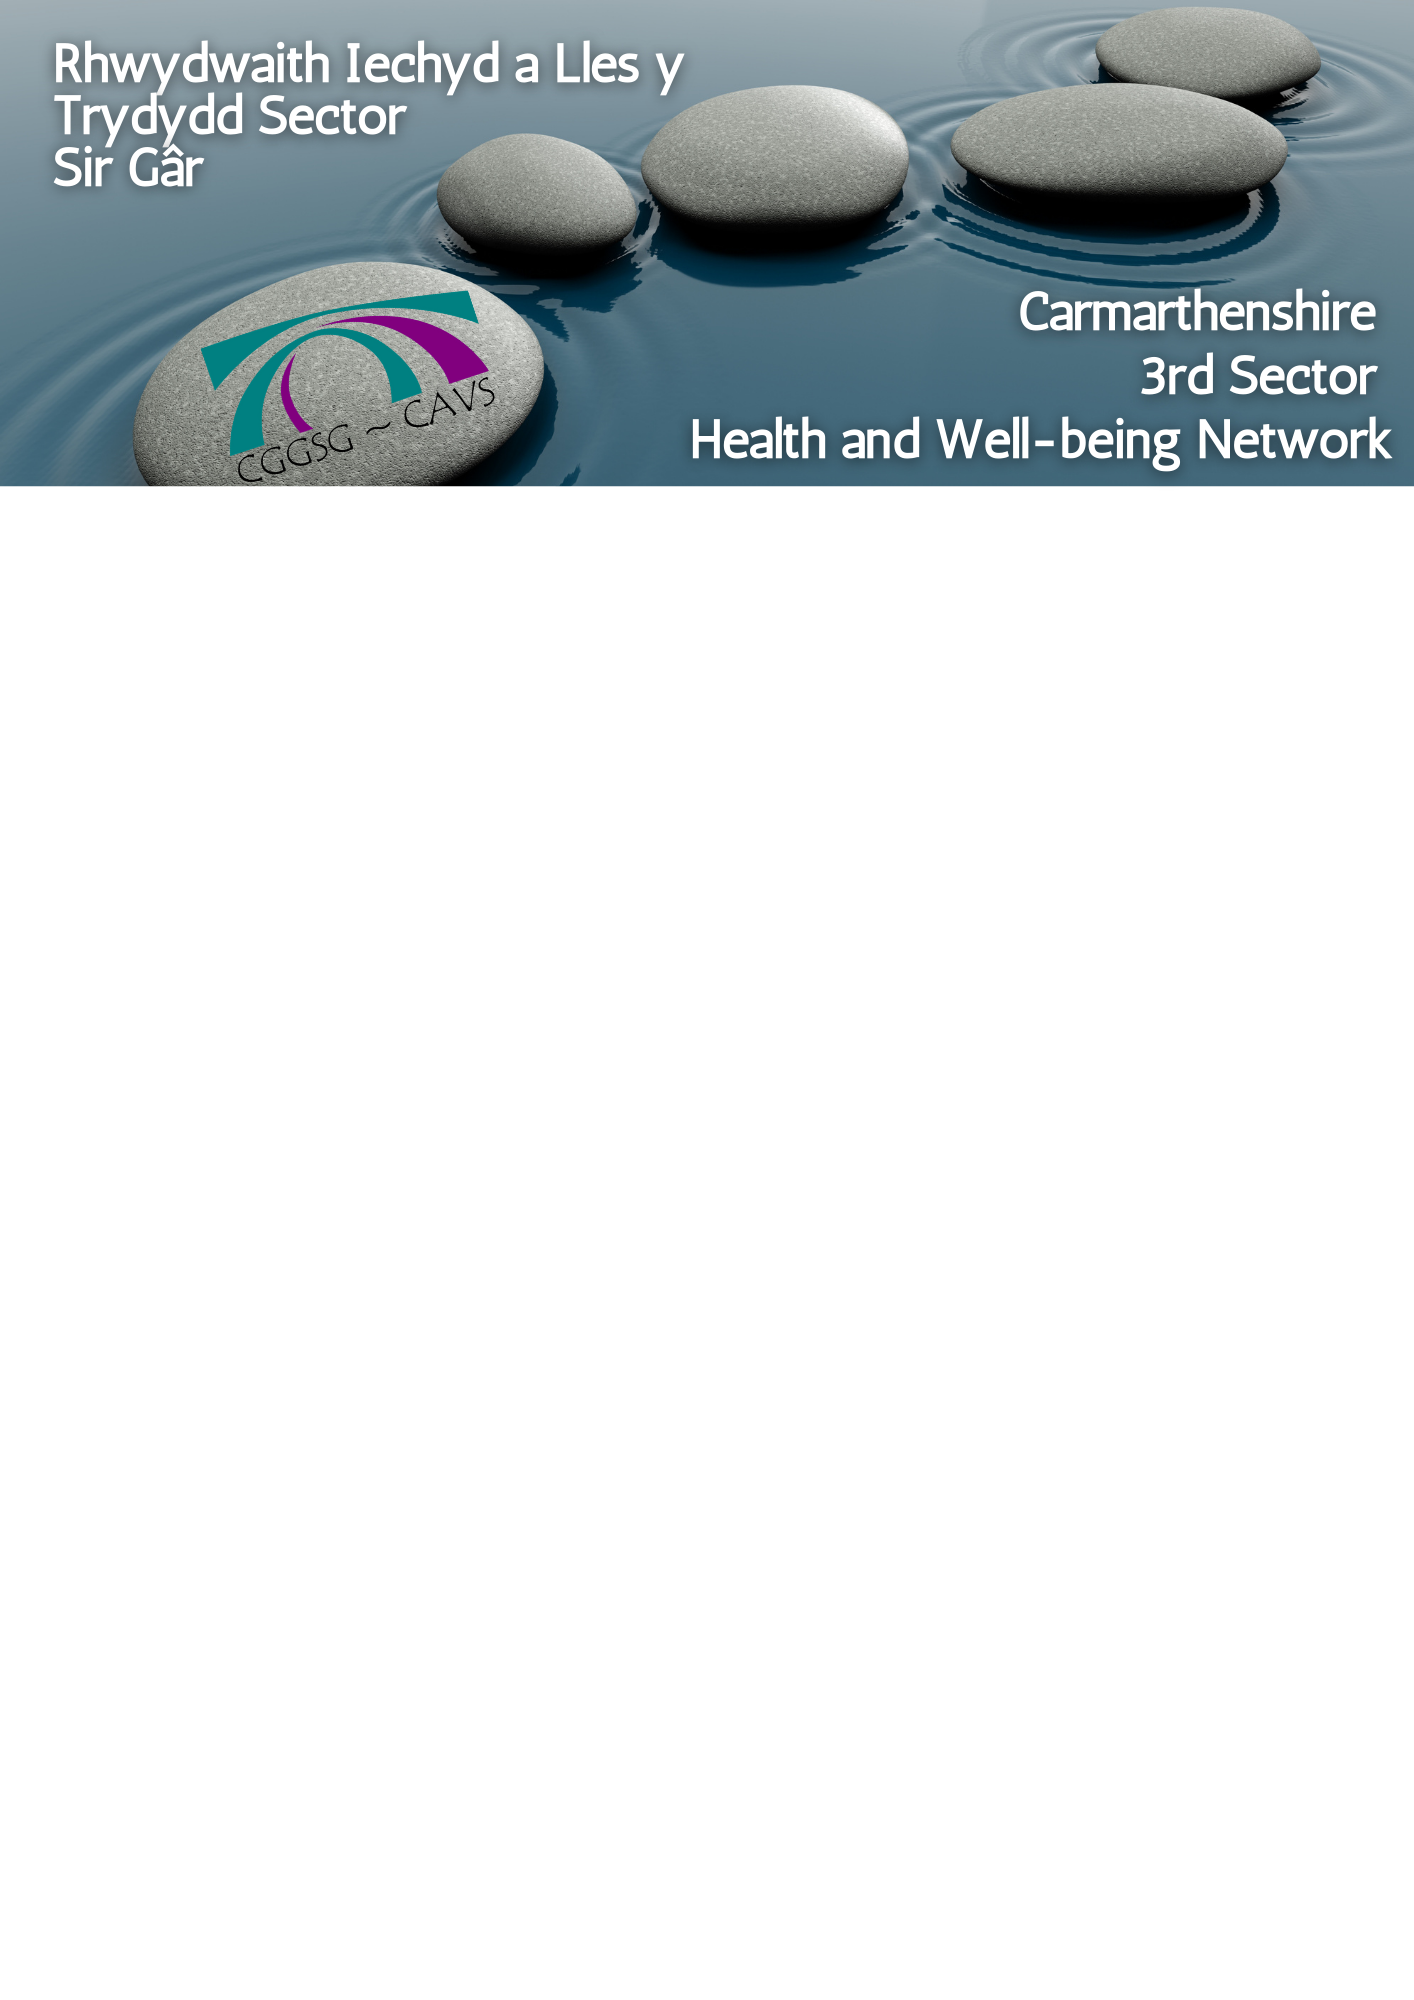 Rhwydwaith Iechyd a Lles y
Trydydd Sector
Sir Gâr
CGGSG ~ CAVS
Carmarthenshire
3rd Sector
Health and Well-being Network